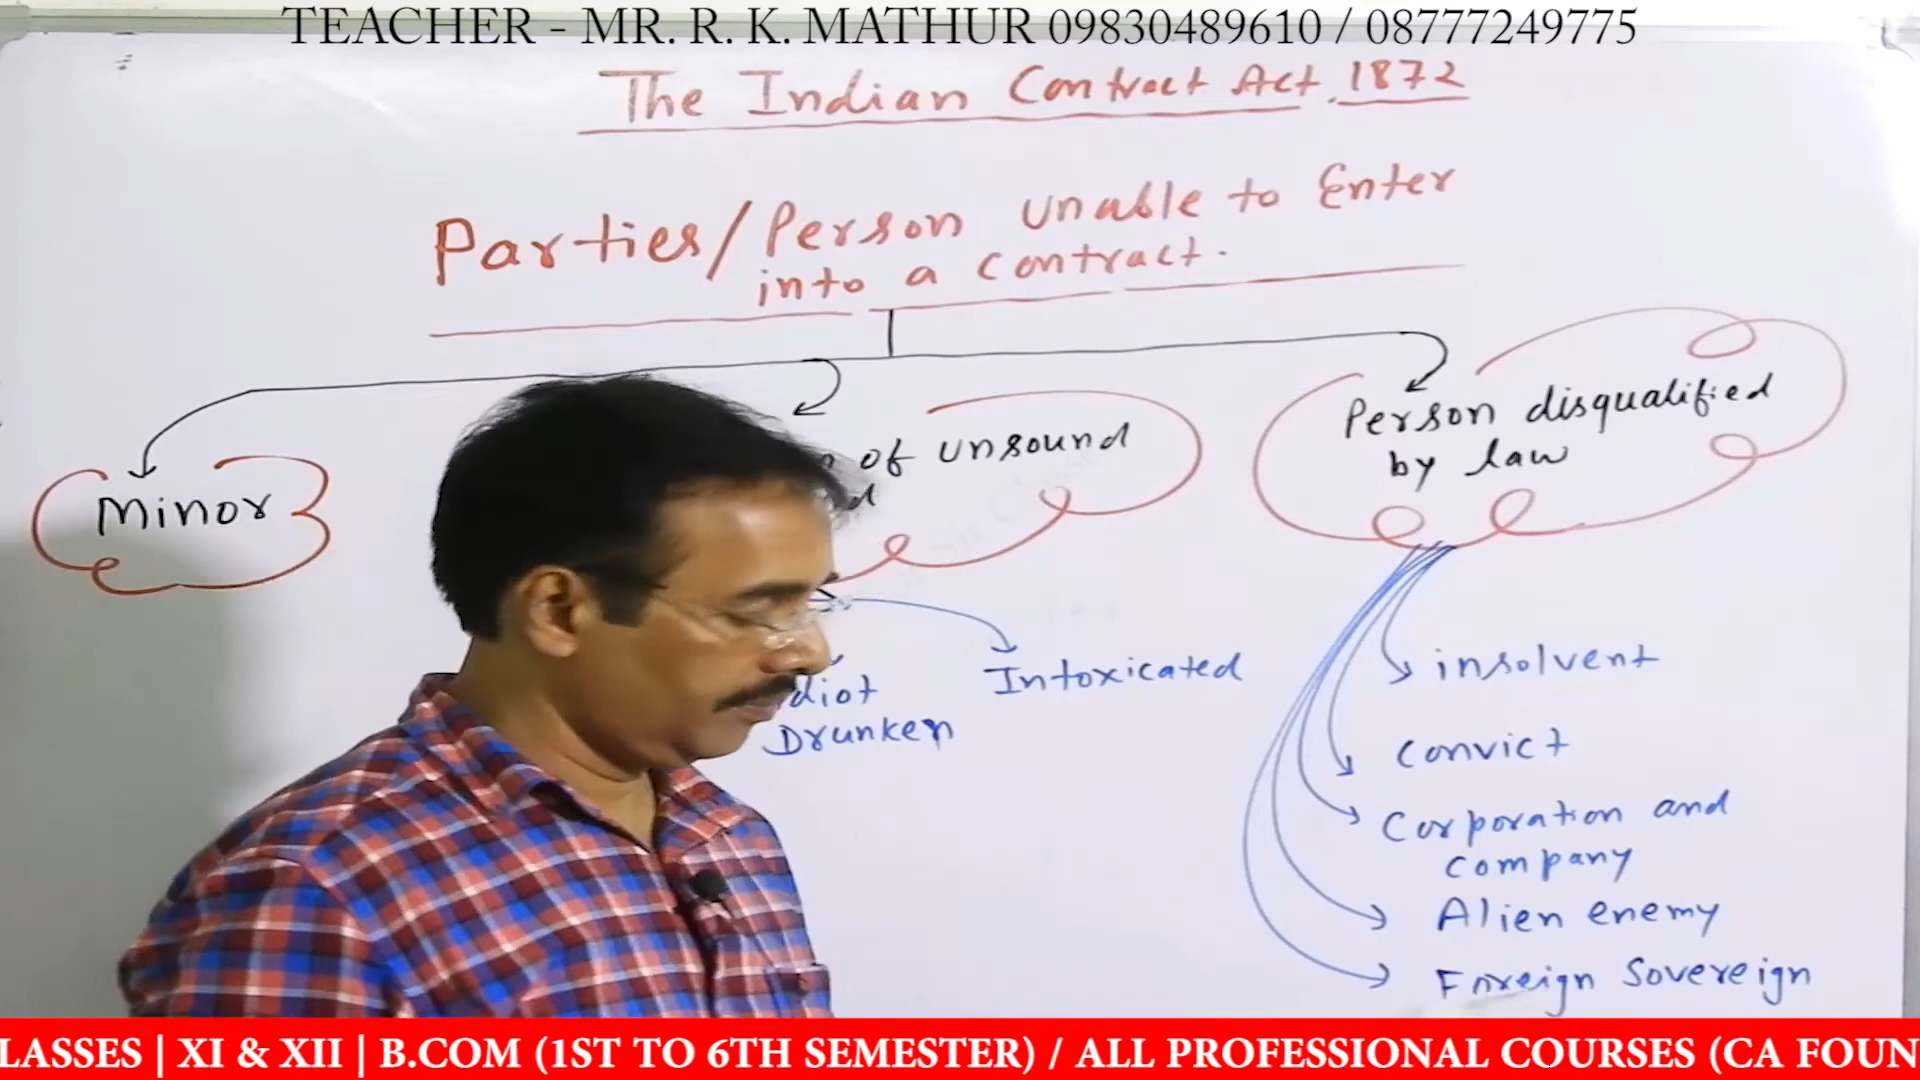 TEACHER - MR. R. K. MATHUR 09830489610 / 08777249775
The Indian Contract Act. 1872
Parties/Person unable to Enter
into a contract.
Minor
of unsound
Person disqualified
by law
Intoxicated
Drunken
insolvent
convict
Corporation and
company
Alien enemy
Foreign Sovereign
LASSES | XI & XII | B.COM (1ST TO 6TH SEMESTER) / ALL PROFESSIONAL COURSES (CA FOUN